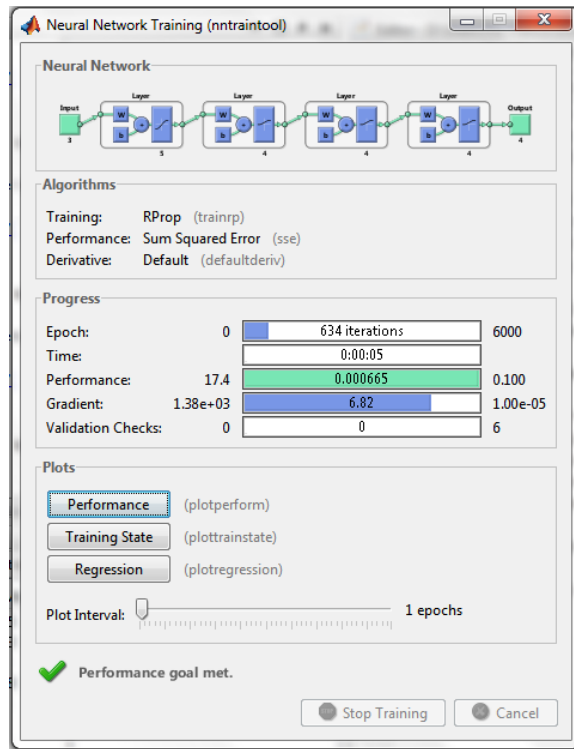 Neural Network Training (nntraintool)
Neural Network
Layer Layer Layer Layer
Input W W W W Output
b b b b
3 5 4 4 4 4
Algorithms
Training: RProp (trainrp)
Performance: Sum Squared Error (sse)
Derivative: Default (defaultderiv)
Progress
Epoch: 0 634 iterations 6000
Time: 0:00:05
Performance: 17.4 0.000665 0.100
Gradient: 1.38e+03 6.82 1.00e-05
Validation Checks: 0 0 6
Plots
Performance (plotperform)
Training State (plottrainstate)
Regression (plotregression)
Plot Interval: 1 epochs
Performance goal met.
Stop Training Cancel